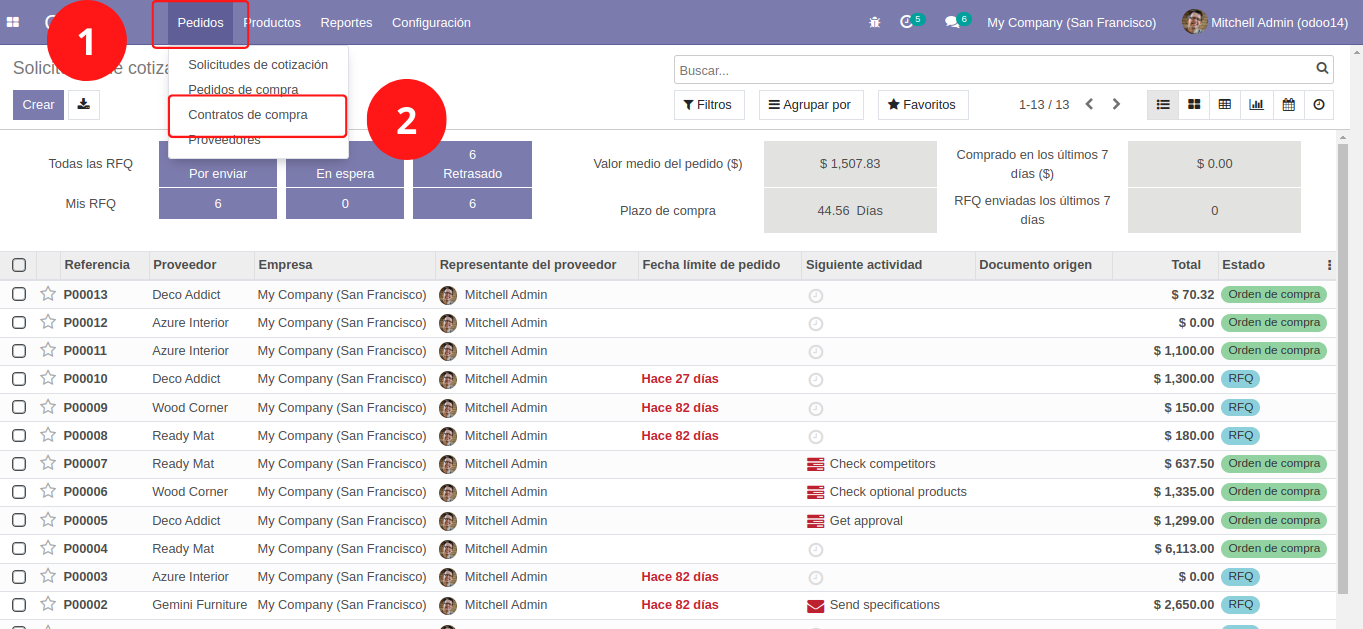 Pedidos Productos Reportes Configuración 5 6 My Company (San Francisco) Mitchell Admin (odoo14)
1
Solicitudes de cotización
Pedidos de compra
Contratos de compra
Proveedores
2
Buscar...
Crear
Filtros Agrupar por Favoritos 1-13 / 13
Todas las RFQ Por enviar En espera 6 Retrasado
Mis RFQ 6 0 6
Valor medio del pedido ($) $ 1,507.83 Comprado en los últimos 7 días ($) $ 0.00
Plazo de compra 44.56 Días RFQ enviadas los últimos 7 días 0
Referencia Proveedor Empresa Representante del proveedor Fecha límite de pedido Siguiente actividad Documento origen Total Estado
P00013 Deco Addict My Company (San Francisco) Mitchell Admin $ 70.32 Orden de compra
P00012 Azure Interior My Company (San Francisco) Mitchell Admin $ 0.00 Orden de compra
P00011 Azure Interior My Company (San Francisco) Mitchell Admin $ 1,100.00 Orden de compra
P00010 Deco Addict My Company (San Francisco) Mitchell Admin Hace 27 días $ 1,300.00 RFQ
P00009 Wood Corner My Company (San Francisco) Mitchell Admin Hace 82 días $ 150.00 RFQ
P00008 Ready Mat My Company (San Francisco) Mitchell Admin Hace 82 días $ 180.00 RFQ
P00007 Ready Mat My Company (San Francisco) Mitchell Admin Check competitors $ 637.50 Orden de compra
P00006 Wood Corner My Company (San Francisco) Mitchell Admin Check optional products $ 1,335.00 Orden de compra
P00005 Deco Addict My Company (San Francisco) Mitchell Admin Get approval $ 1,299.00 Orden de compra
P00004 Ready Mat My Company (San Francisco) Mitchell Admin $ 6,113.00 Orden de compra
P00003 Azure Interior My Company (San Francisco) Mitchell Admin Hace 82 días $ 0.00 RFQ
P00002 Gemini Furniture My Company (San Francisco) Mitchell Admin Hace 82 días Send specifications $ 2,650.00 RFQ